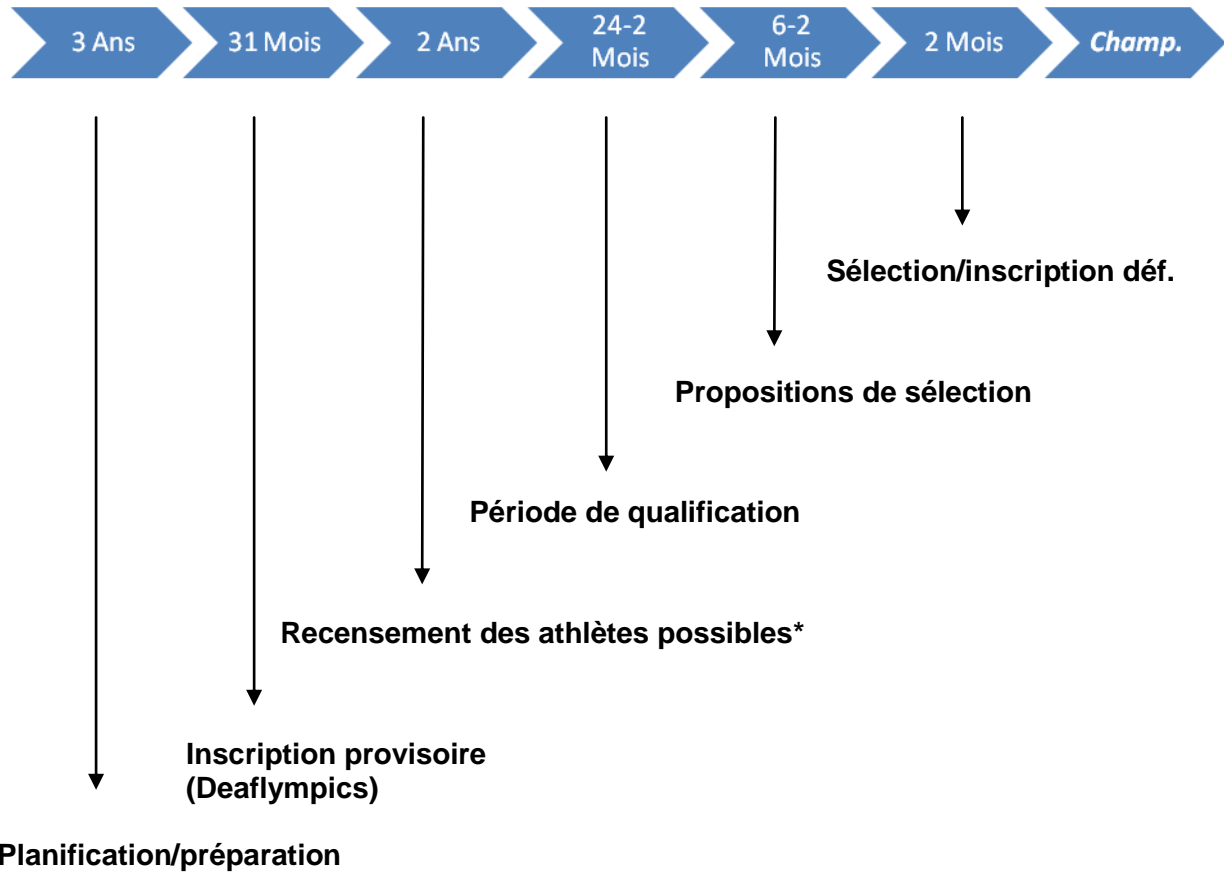 3 Ans
31 Mois
2 Ans
24-2
Mois
6-2
Mois
2 Mois
Champ.
Sélection/inscription déf.
Propositions de sélection
Période de qualification
Recensement des athlètes possibles*
Inscription provisoire
(Deaflympics)
Planification/préparation